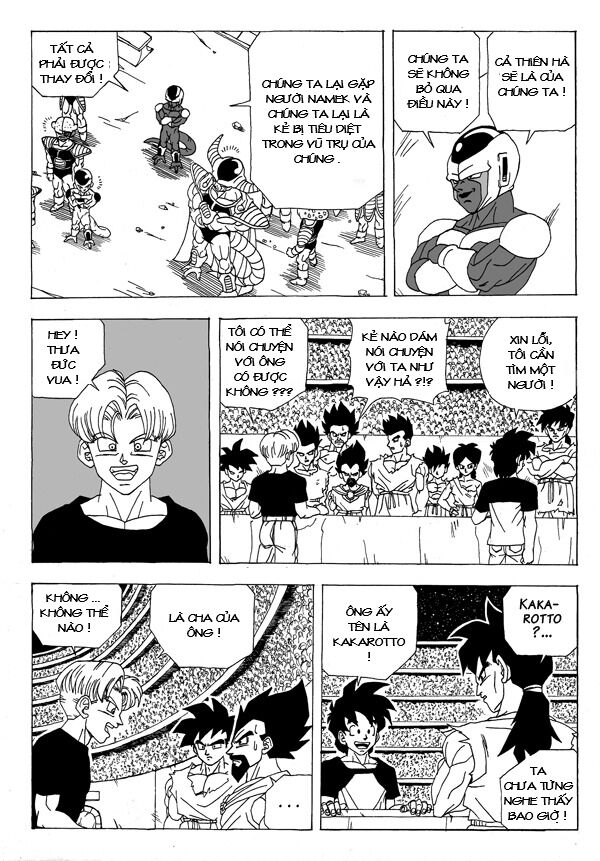 TẤT CẢ
PHẢI ĐƯỢC
THAY ĐỔI !
CHÚNG TA LẠI GẶP
NGƯỜI NAMEK VÀ
CHÚNG TA LẠI LÀ
KẺ BỊ TIÊU DIỆT
TRONG VŨ TRỤ CỦA
CHÚNG .
CHÚNG TA
SẼ KHÔNG
BỎ QUA
ĐIỀU NÀY !
CẢ THIÊN HÀ
SẼ LÀ CỦA
CHÚNG TA !
HEY !
THƯA
ĐỨC
VUA !
TÔI CÓ THỂ
NÓI CHUYỆN
VỚI ÔNG
CÓ ĐƯỢC
KHÔNG ???
KẺ NÀO DÁM
NÓI CHUYỆN
VỚI TA NHƯ
VẬY HẢ ?!?
XIN LỖI,
TÔI CẦN
TÌM MỘT
NGƯỜI !
KHÔNG ...
KHÔNG THỂ
NÀO !
LÀ CHA CỦA
ÔNG !
...
ÔNG ẤY
TÊN LÀ
KAKAROTTO
!
KAKA-
ROTTO
?...
TA
CHƯA TỪNG
NGHE THẤY
BAO GIỜ !